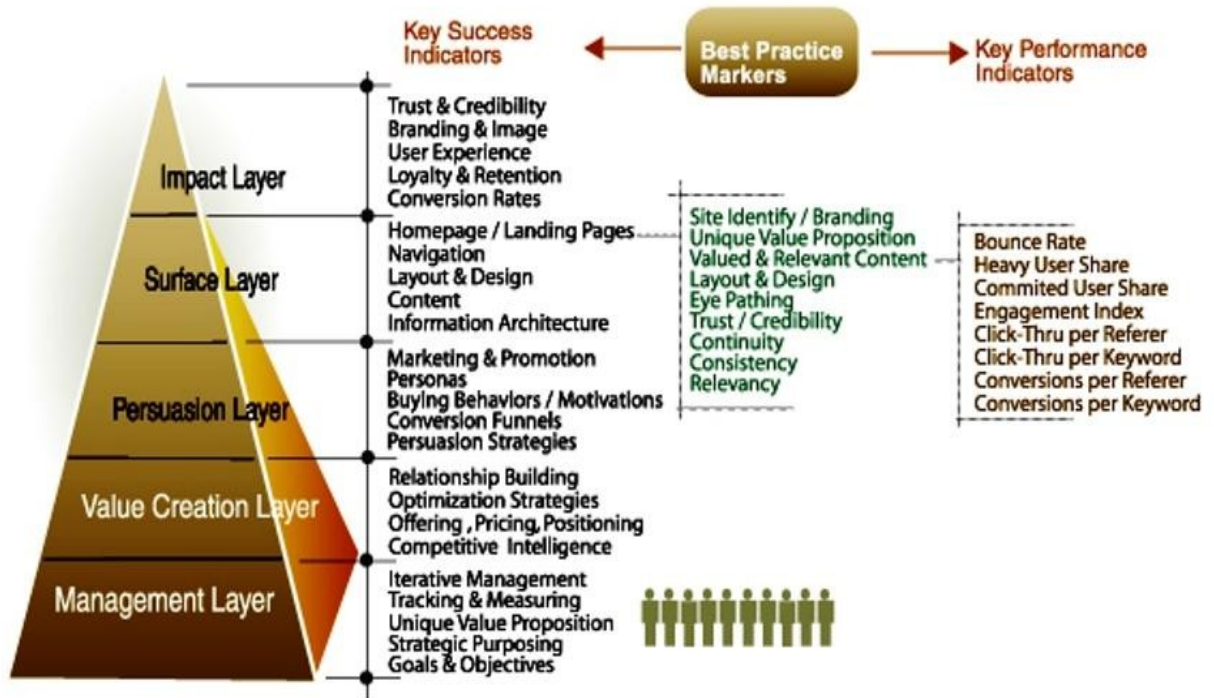 Key Success
Indicators
Best Practice
Markers
Key Performance
Indicators
Impact Layer
Trust & Credibility
Branding & Image
User Experience
Loyalty & Retention
Conversion Rates
Surface Layer
Homepage / Landing Pages
Navigation
Layout & Design
Content
Information Architecture
Persuasion Layer
Marketing & Promotion
Personas
Buying Behaviors / Motivations
Conversion Funnels
Persuasion Strategies
Value Creation Layer
Relationship Building
Optimization Strategies
Offering , Pricing, Positioning
Competitive Intelligence
Management Layer
Iterative Management
Tracking & Measuring
Unique Value Proposition
Strategic Purposing
Goals & Objectives
Site Identify / Branding
Unique Value Proposition
Valued & Relevant Content
Layout & Design
Eye Pathing
Trust / Credibility
Continuity
Consistency
Relevancy
Bounce Rate
Heavy User Share
Commited User Share
Engagement Index
Click-Thru per Referer
Click-Thru per Keyword
Conversions per Referer
Conversions per Keyword